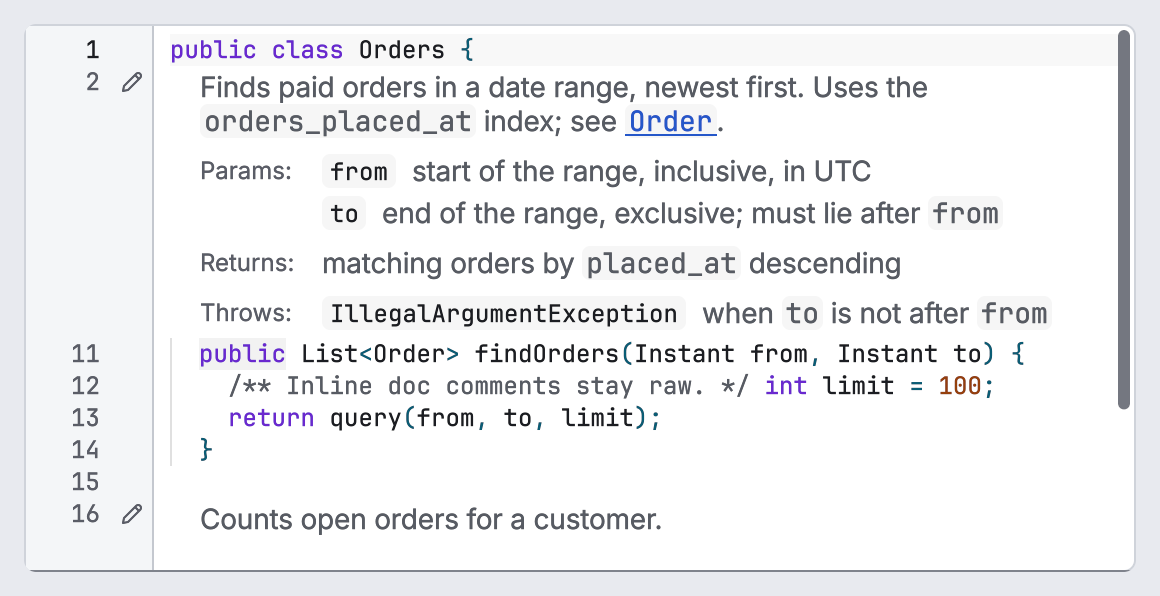 1 public class Orders {
2 Finds paid orders in a date range, newest first. Uses the
orders_placed_at index; see Order.
Params: from start of the range, inclusive, in UTC
to end of the range, exclusive; must lie after from
Returns: matching orders by placed_at descending
Throws: IllegalArgumentException when to is not after from
11 public List<Order> findOrders(Instant from, Instant to) {
12 /** Inline doc comments stay raw. */ int limit = 100;
13 return query(from, to, limit);
14 }
15
16 Counts open orders for a customer.